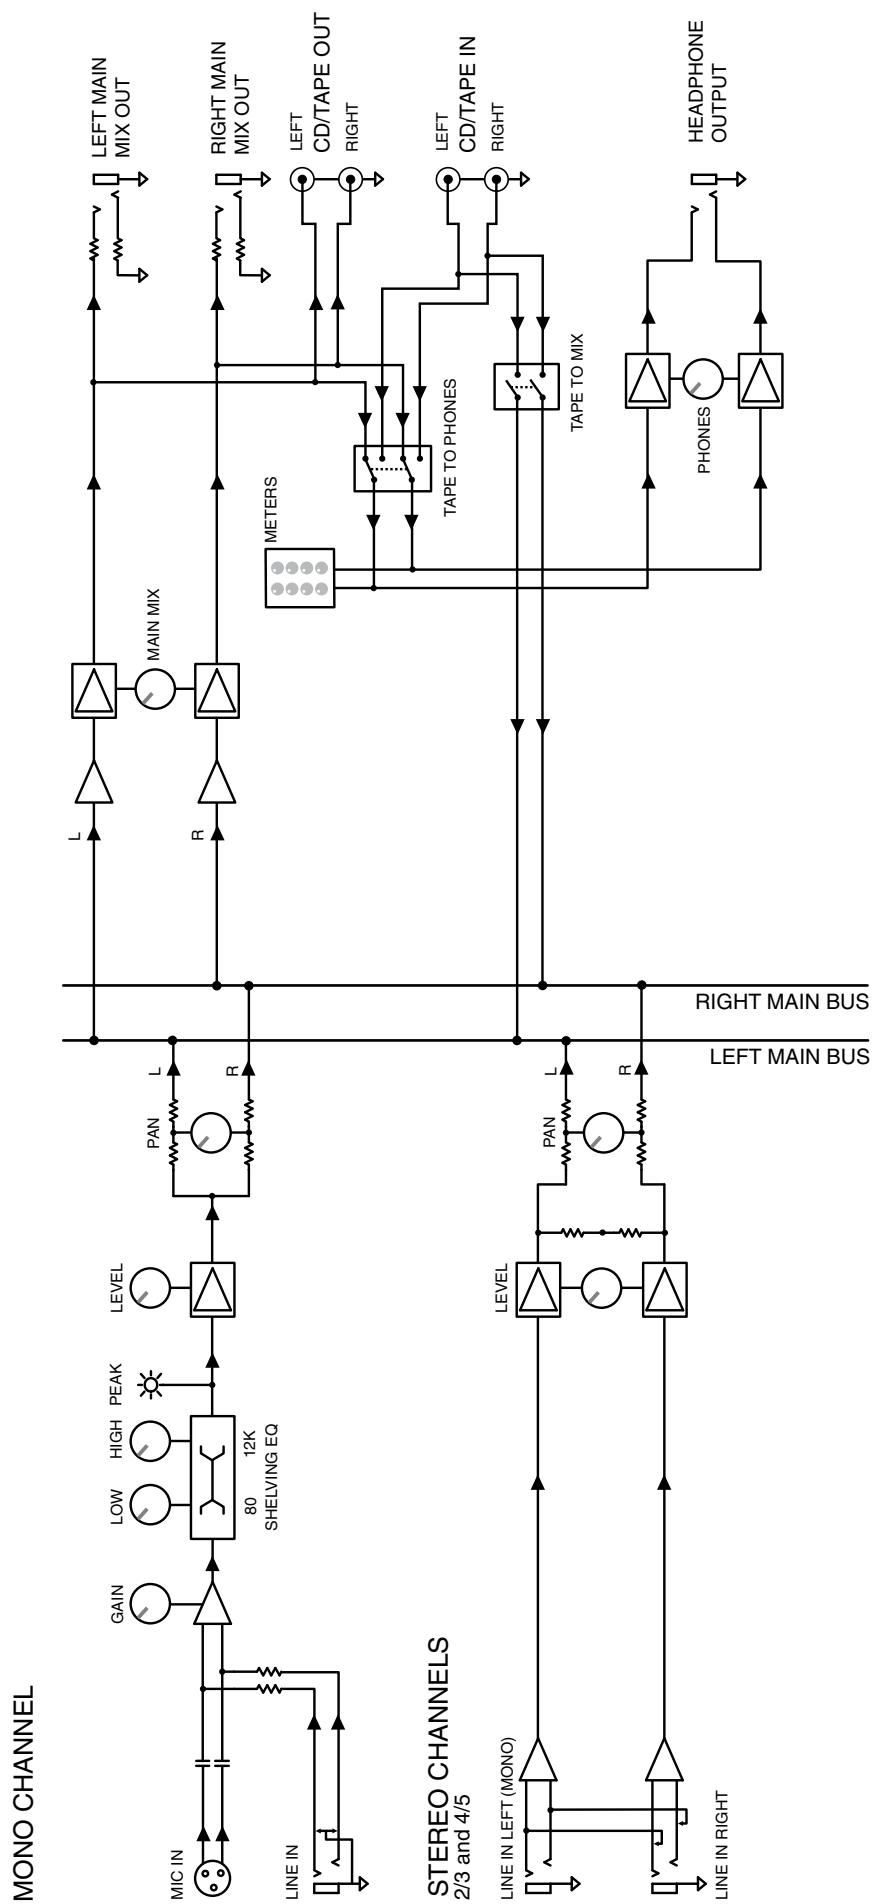 MONO CHANNEL
MIC IN
LINE IN
GAIN
LOW
HIGH
80
12K
SHELVING EQ
PEAK
LEVEL
PAN
L
R
STEREO CHANNELS
2/3 and 4/5
LINE IN LEFT (MONO)
LINE IN RIGHT
LEVEL
PAN
L
R
LEFT MAIN BUS
RIGHT MAIN BUS
L
R
MAIN MIX
METERS
TAPE TO PHONES
TAPE TO MIX
PHONES
LEFT MAIN
MIX OUT
RIGHT MAIN
MIX OUT
LEFT
CD/TAPE OUT
RIGHT
LEFT
CD/TAPE IN
RIGHT
HEADPHONE
OUTPUT